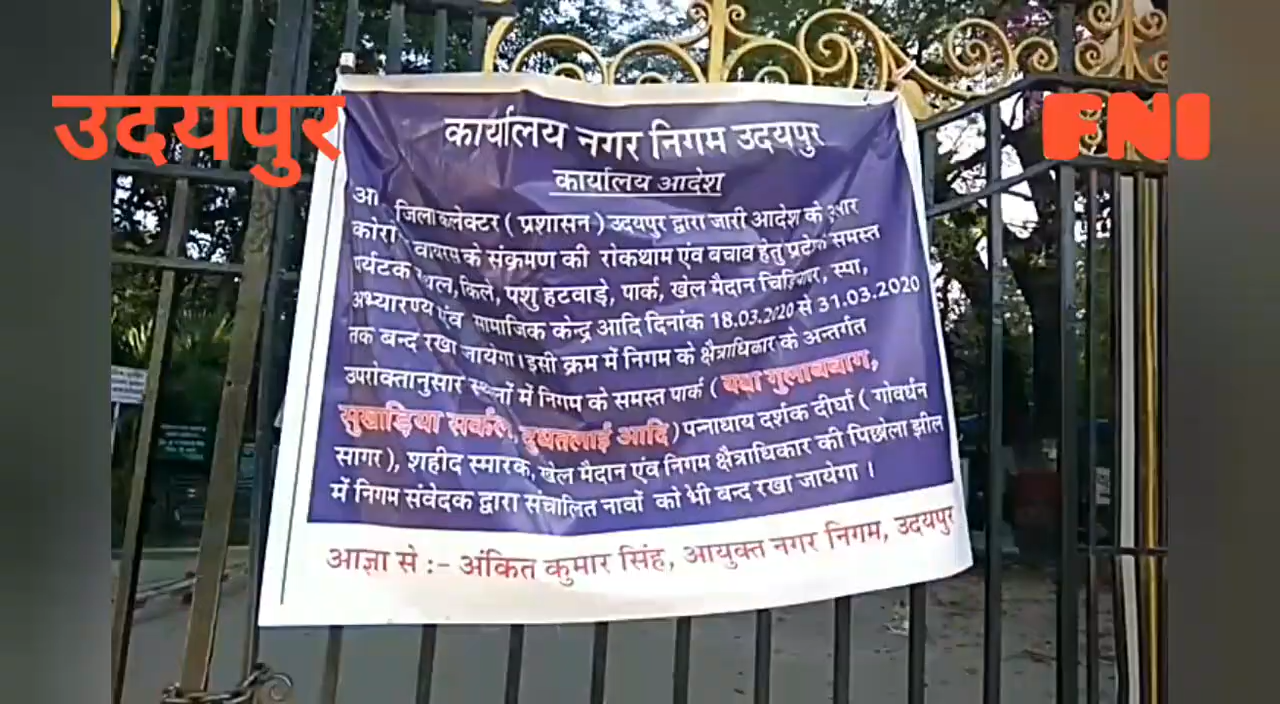 उदयपुर
FNI
कार्यालय नगर निगम उदयपुर
कार्यालय आदेश
जिला कलेक्टर ( प्रशासन ) उदयपुर द्वारा जारी आदेश के
के संक्रमण की रोकथाम एंव बचाव हेतु समस्त
पर्यटक स्थल, किले, पशु हटवाड़े, पार्क, खेल मैदान चिड़ियाघर, स्पा,
अभ्यारण्य एंव सामाजिक केन्द्र आदि दिनांक 18.03.2020 से 31.03.2020
तक बन्द रखा जायेगा। इसी क्रम में निगम के क्षैत्राधिकार के अन्तर्गत
उपरोक्तानुसार स्थलों में निगम के समस्त पार्क ( यथा गुलाबबाग,
सुखाड़िया सर्कल, दुधतलाई आदि ) पन्नाधाय दर्शक दीर्घा ( गोवर्धन
सागर ), शहीद स्मारक, खेल मैदान एंव निगम क्षैत्राधिकार की पिछोला झील
में निगम संवेदक द्वारा संचालित नावों को भी बन्द रखा जायेगा ।
आज्ञा से :- अंकित कुमार सिंह, आयुक्त नगर निगम, उदयपुर